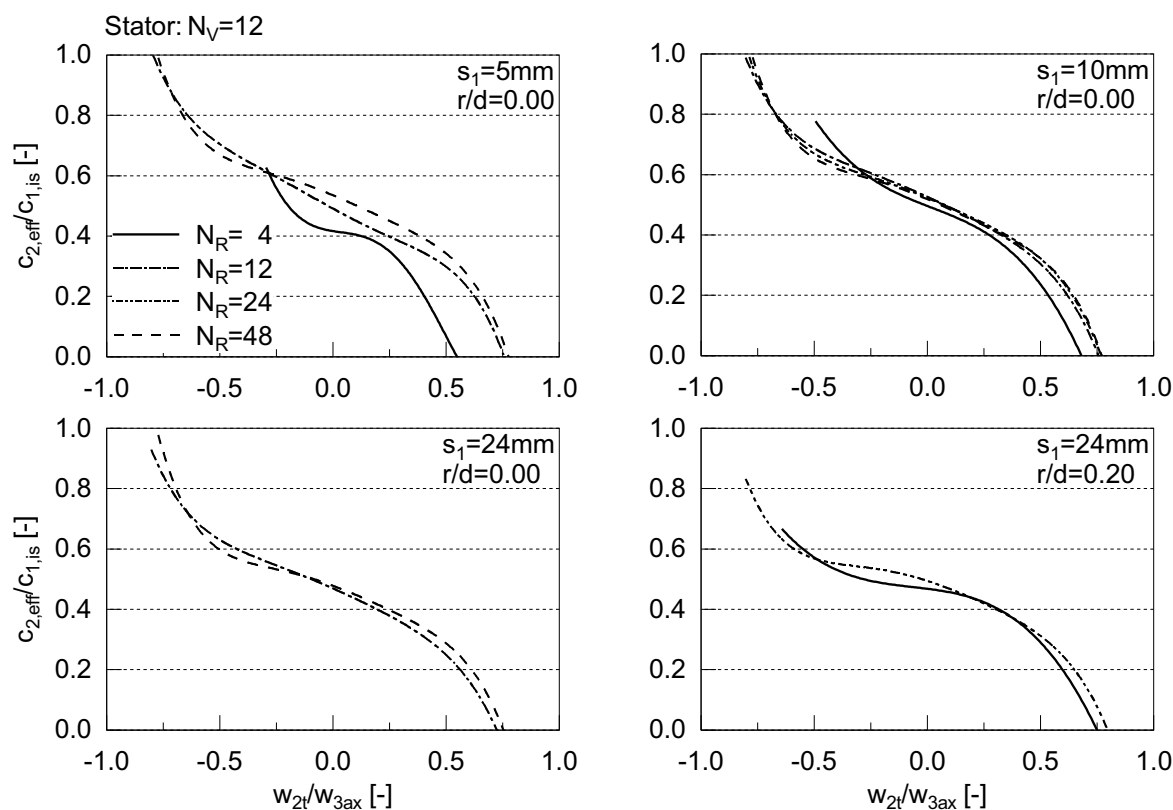 Stator: N_V=12
1.0
0.8
0.6
0.4
0.2
0.0
c_2,eff/c_1,is [-]
s_1=5mm
r/d=0.00
N_R= 4
N_R=12
N_R=24
N_R=48
-1.0 -0.5 0.0 0.5 1.0
1.0
0.8
0.6
0.4
0.2
0.0
s_1=10mm
r/d=0.00
-1.0 -0.5 0.0 0.5 1.0
1.0
0.8
0.6
0.4
0.2
0.0
c_2,eff/c_1,is [-]
s_1=24mm
r/d=0.00
-1.0 -0.5 0.0 0.5 1.0
w_2t/w_3ax [-]
1.0
0.8
0.6
0.4
0.2
0.0
s_1=24mm
r/d=0.20
-1.0 -0.5 0.0 0.5 1.0
w_2t/w_3ax [-]